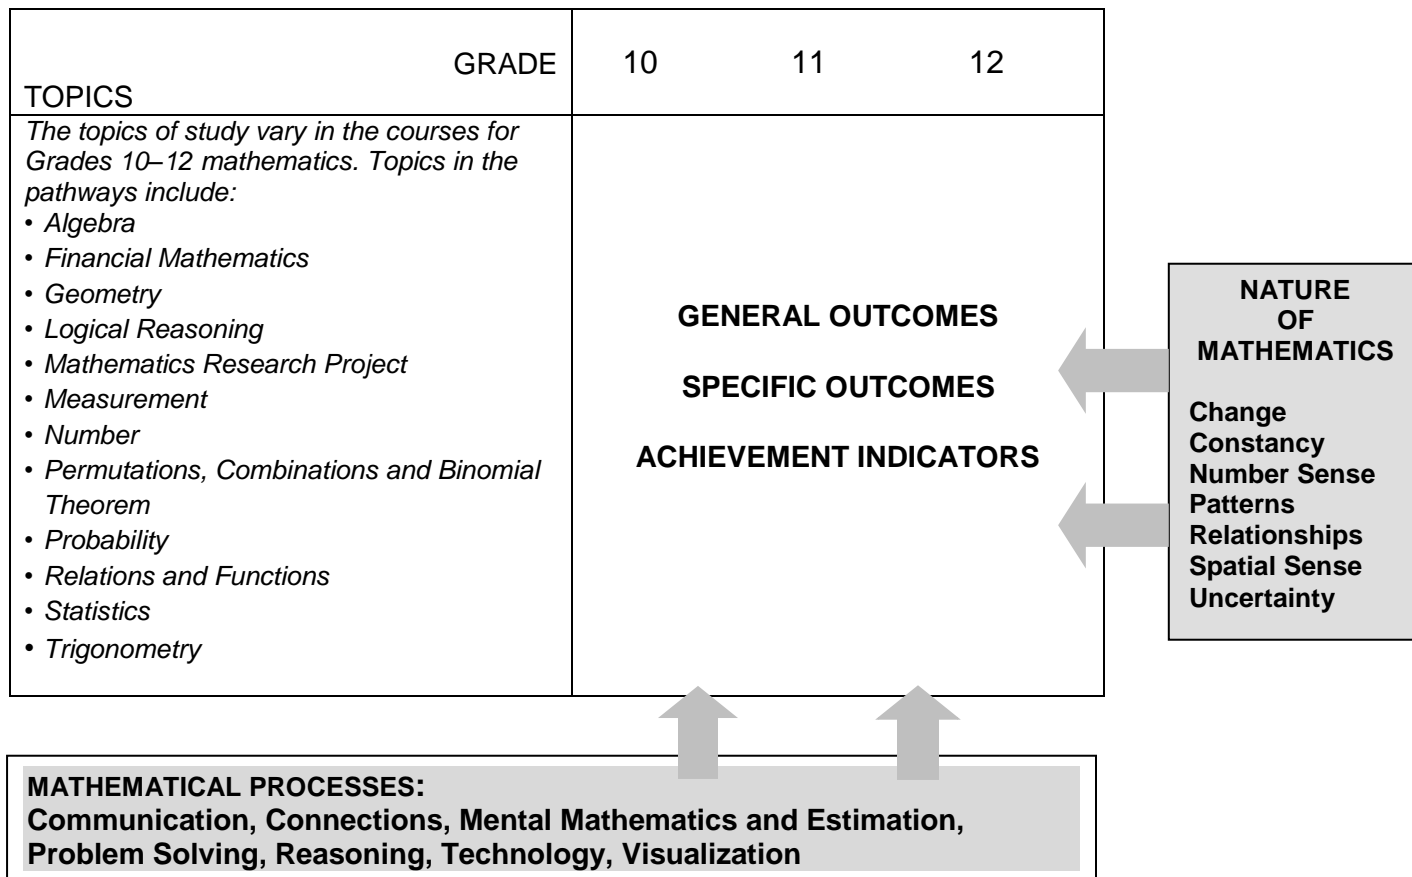 GRADE 10 11 12
TOPICS
The topics of study vary in the courses for
Grades 10–12 mathematics. Topics in the
pathways include:
• Algebra
• Financial Mathematics
• Geometry
• Logical Reasoning
• Mathematics Research Project
• Measurement
• Number
• Permutations, Combinations and Binomial
Theorem
• Probability
• Relations and Functions
• Statistics
• Trigonometry
GENERAL OUTCOMES
SPECIFIC OUTCOMES
ACHIEVEMENT INDICATORS
NATURE
OF
MATHEMATICS
Change
Constancy
Number Sense
Patterns
Relationships
Spatial Sense
Uncertainty
MATHEMATICAL PROCESSES:
Communication, Connections, Mental Mathematics and Estimation,
Problem Solving, Reasoning, Technology, Visualization